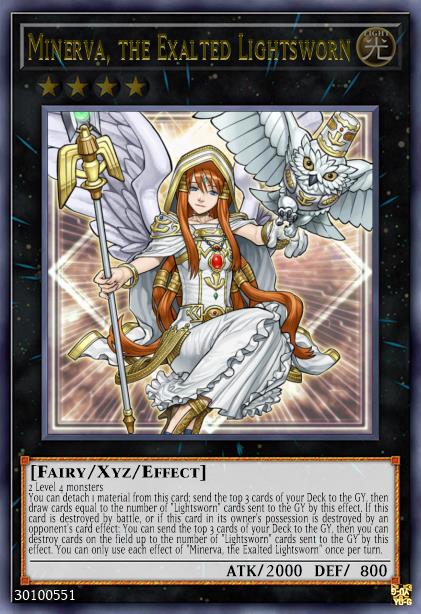 MINERVA, THE EXALTED LIGHTSWORN
LIGHT
光
[FAIRY/XYZ/EFFECT]
2 Level 4 monsters
You can detach 1 material from this card; send the top 3 cards of your Deck to the GY, then
draw cards equal to the number of "Lightsworn" cards sent to the GY by this effect. If this
card is destroyed by battle, or if this card in its owner's possession is destroyed by an
opponent's card effect: You can send the top 3 cards of your Deck to the GY, then you can
destroy cards on the field up to the number of "Lightsworn" cards sent to the GY by this
effect. You can only use each effect of "Minerva, the Exalted Lightsworn" once per turn.
ATK/2000 DEF/ 800
30100551